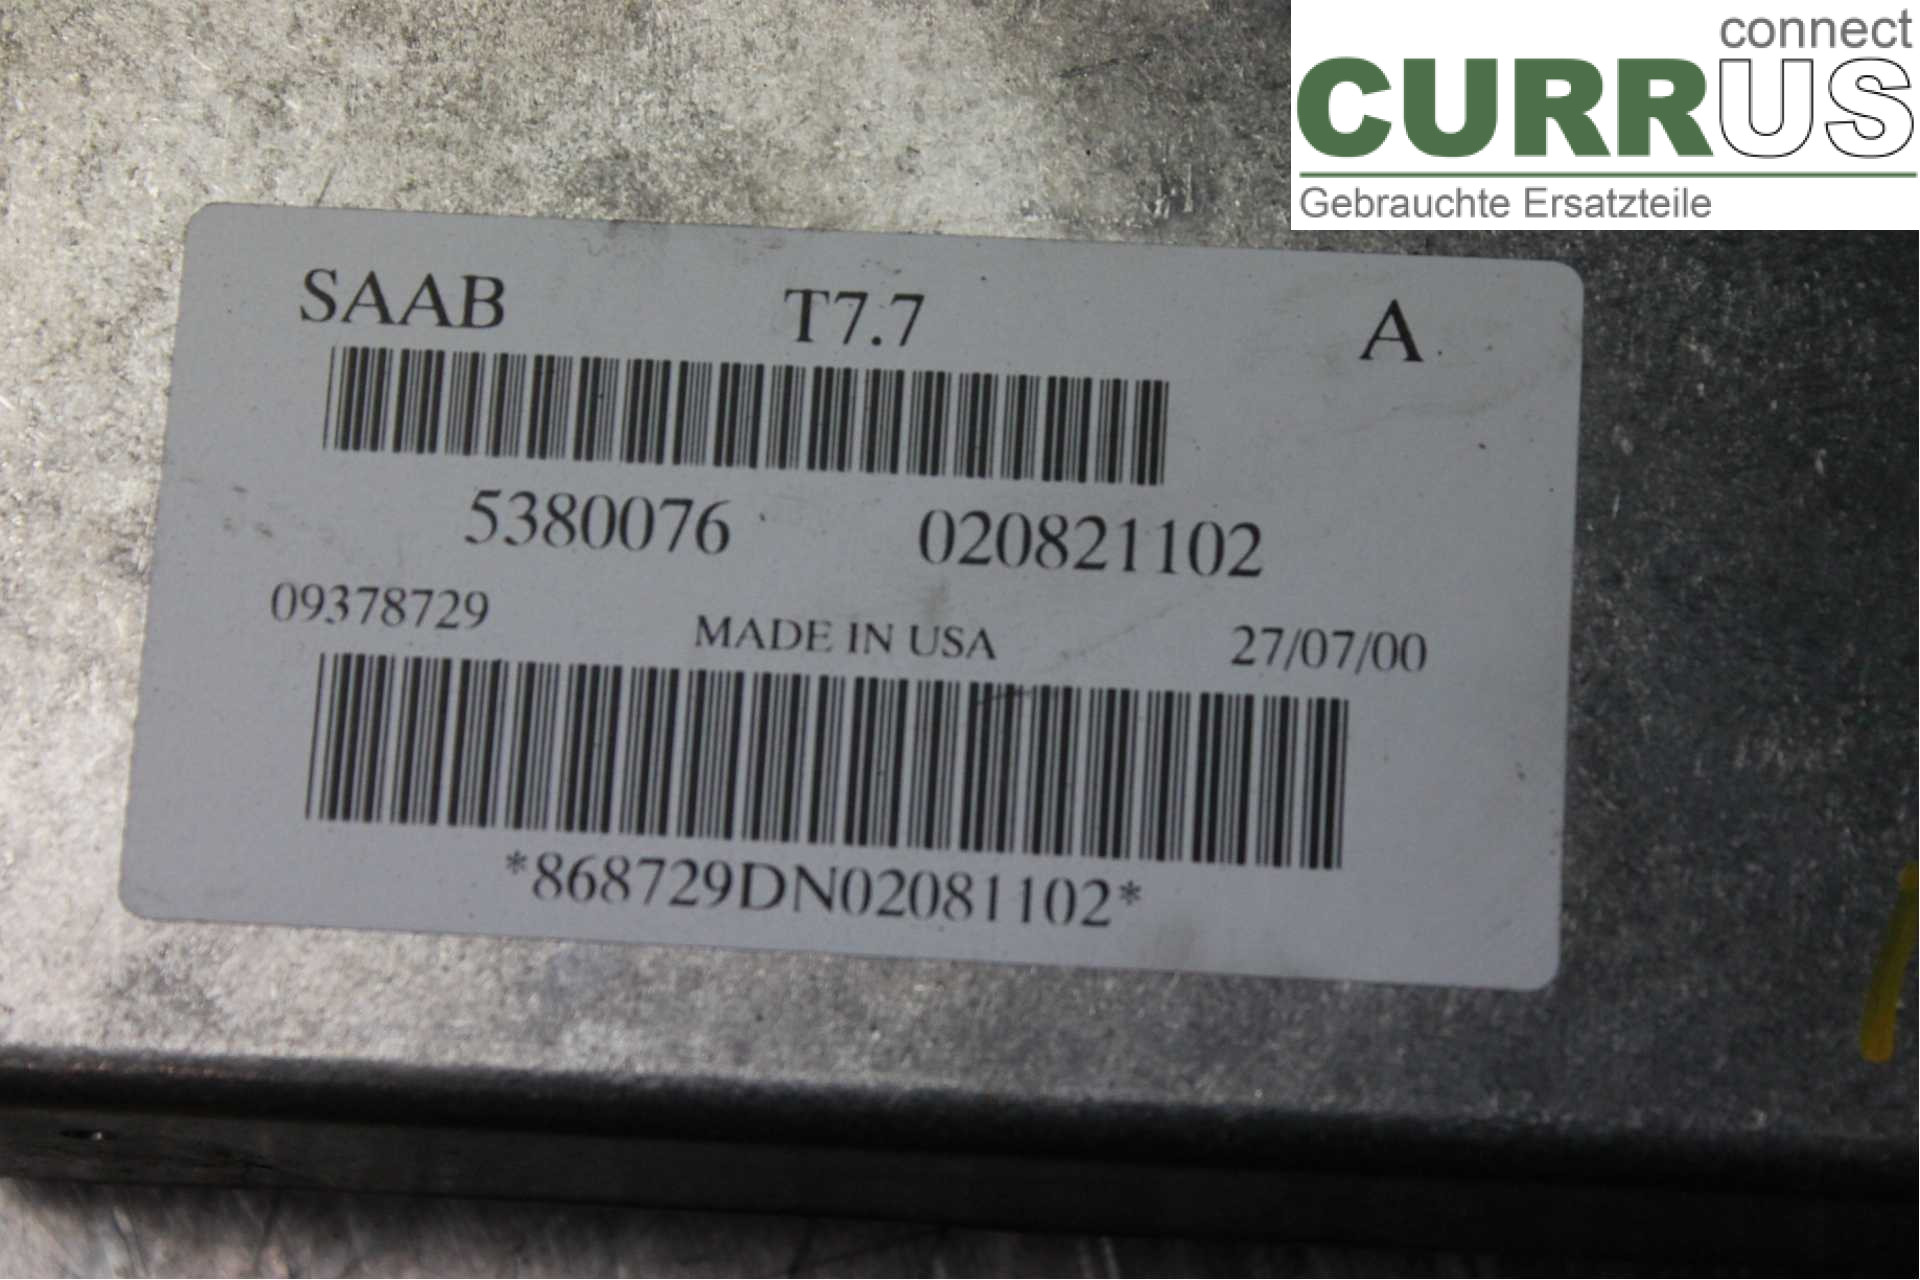 connect
CURRUS
Gebrauchte Ersatzteile
SAAB T7.7 A
5380076 020821102
09378729 MADE IN USA 27/07/00
*868729DN02081102*